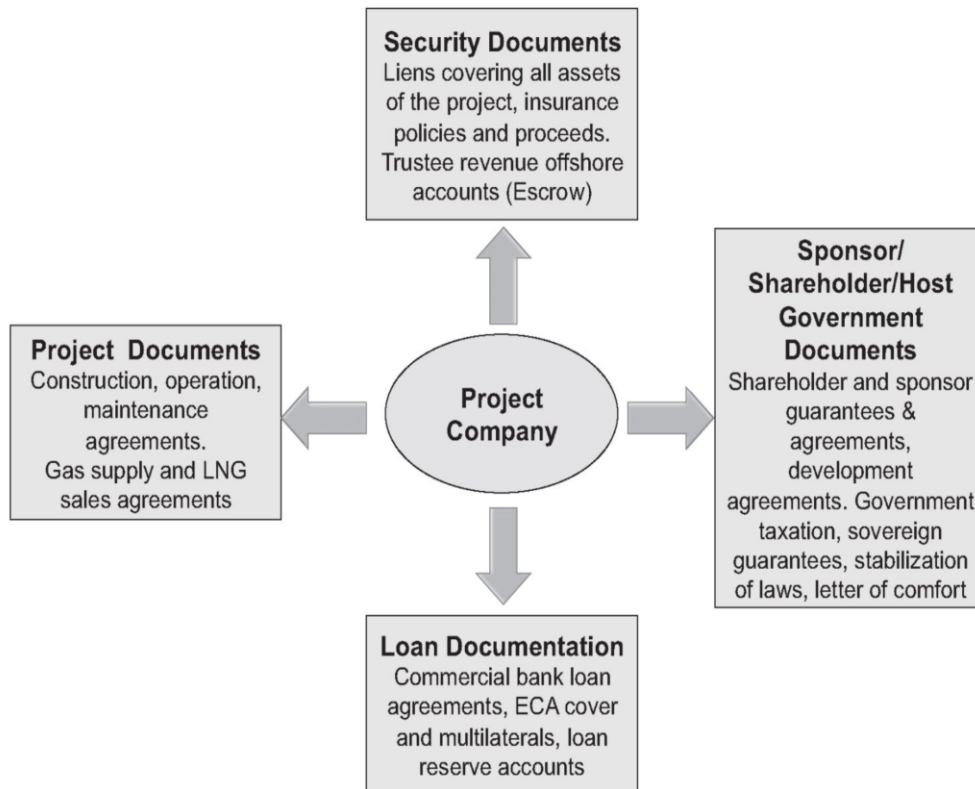 Security Documents
Liens covering all assets
of the project, insurance
policies and proceeds.
Trustee revenue offshore
accounts (Escrow)
Sponsor/
Shareholder/Host
Government
Documents
Shareholder and sponsor
guarantees &
agreements,
development
agreements. Government
taxation, sovereign
guarantees, stabilization
of laws, letter of comfort
Project Documents
Construction, operation,
maintenance
agreements.
Gas supply and LNG
sales agreements
Project
Company
Loan Documentation
Commercial bank loan
agreements, ECA cover
and multilaterals, loan
reserve accounts